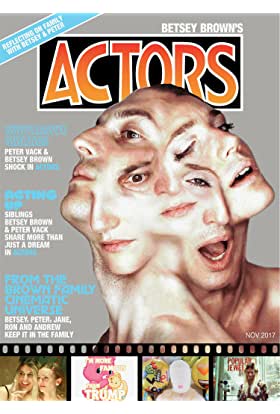 REFLECTING ON FAMILY
WITH BETSEY & PETER
BETSEY BROWN'S
ACTORS
PETER VACK &
BETSEY BROWN
SHOCK IN ACTORS
ACTING
UP
SIBLINGS
BETSEY BROWN
& PETER VACK
SHARE MORE THAN
JUST A DREAM
IN ACTORS
FROM THE
BROWN FAMILY
CINEMATIC
UNIVERSE
BETSEY, PETER, JANE,
RON AND ANDREW
KEEP IT IN THE FAMILY
NOV 2017
TRUMP
POPULAR
JEWELRY